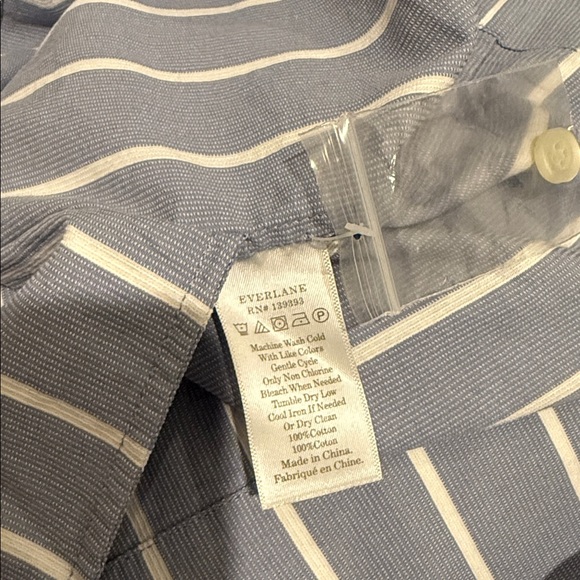 EVERLANE
RN# 139393
Machine Wash Cold
With Like Colors
Gentle Cycle
Only Non Chlorine
Bleach When Needed
Tumble Dry Low
Cool Iron If Needed
Or Dry Clean
100%Cotton
100%Coton
Made in China.
Fabriqué en Chine.